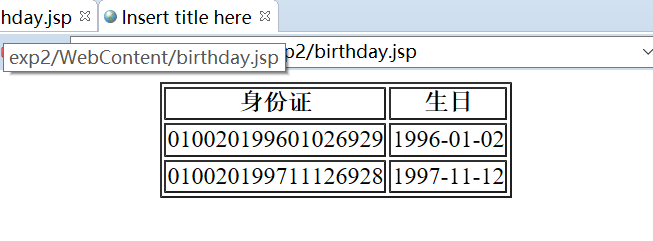 hday.jsp Insert title here
exp2/WebContent/birthday.jsp p2/birthday.jsp
身份证 生日
010020199601026929 1996-01-02
010020199711126928 1997-11-12